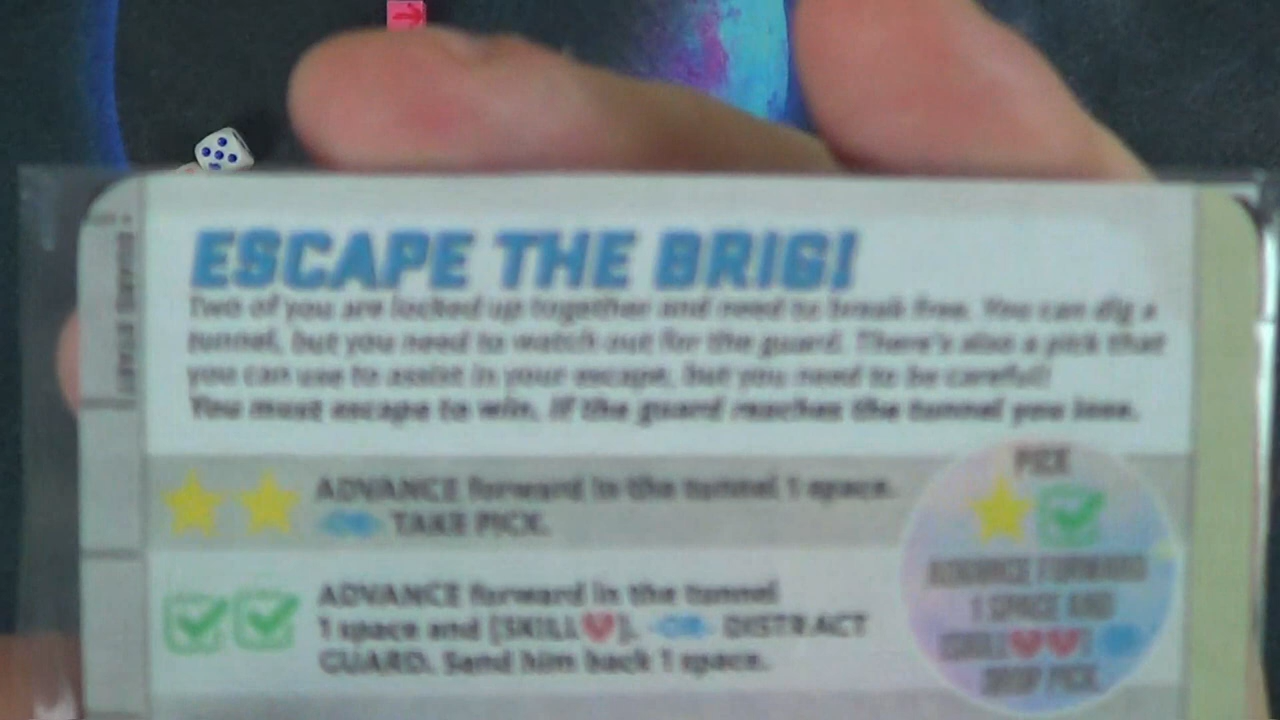 ESCAPE THE BRIG!
Two of you are locked up together and need to break free. You can dig a
tunnel, but you need to watch out for the guard. There's also a pick that
you can use to assist in your escape, but you need to be careful!
You must escape to win. If the guard reaches the tunnel you lose.
ADVANCE forward in the tunnel 1 space.
-OR- TAKE PICK.
ADVANCE forward in the tunnel
1 space and [SKILL]. -OR- DISTRACT
GUARD. Send him back 1 space.
PICK
ADVANCE FORWARD
1 SPACE AND
[SKILL] OR
DROP PICK.